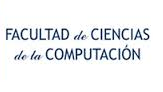 FACULTAD de CIENCIAS
de la COMPUTACIÓN